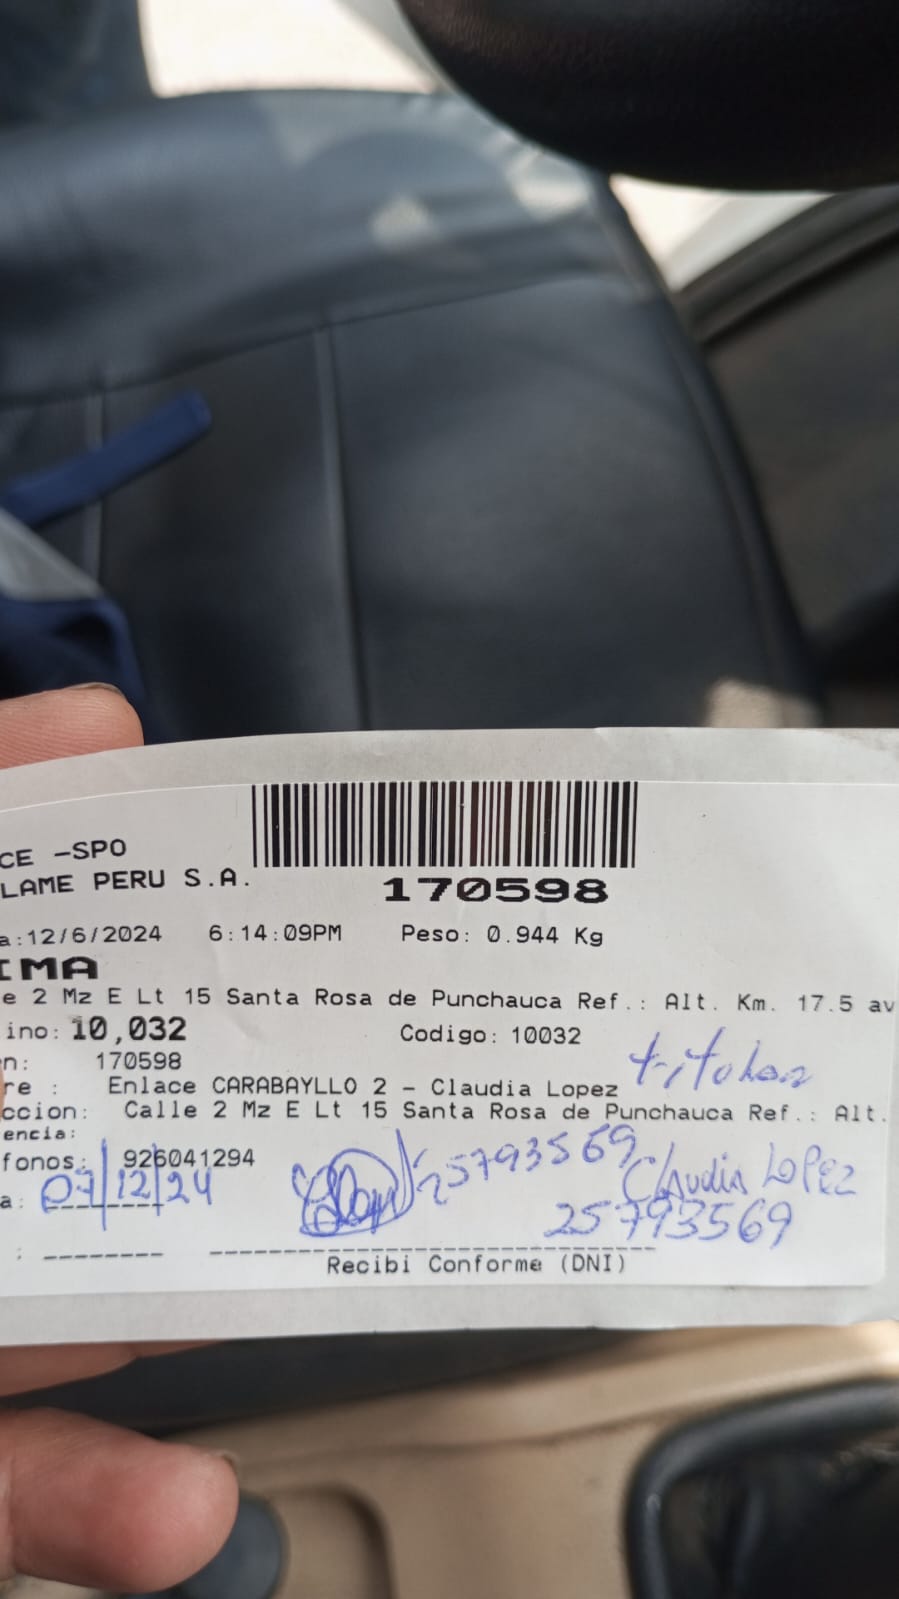 CE -SPO
LAME PERU S.A.
170598
a:12/6/2024 6:14:09PM Peso: 0.944 Kg
IMA
e 2 Mz E Lt 15 Santa Rosa de Punchauca Ref.: Alt. Km. 17.5 av
ino: 10,032 Codigo: 10032
n: 170598
re : Enlace CARABAYLLO 2 - Claudia Lopez
ccion: Calle 2 Mz E Lt 15 Santa Rosa de Punchauca Ref.: Alt.
encia:
fonos: 926041294 25793569 Claudia Lopez
a: 07/12/24 25793569
: _______ __________________________
Recibi Conforme (DNI)